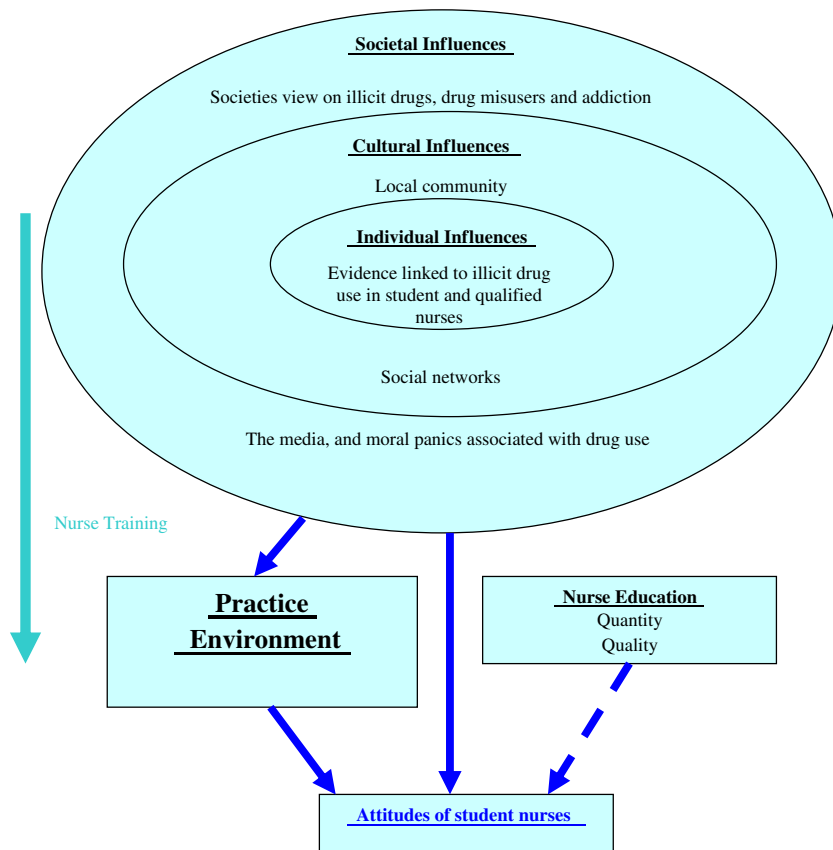 Societal Influences
Societies view on illicit drugs, drug misusers and addiction
Cultural Influences
Local community
Individual Influences
Evidence linked to illicit drug
use in student and qualified
nurses
Social networks
The media, and moral panics associated with drug use
Nurse Training
Practice
Environment
Nurse Education
Quantity
Quality
Attitudes of student nurses